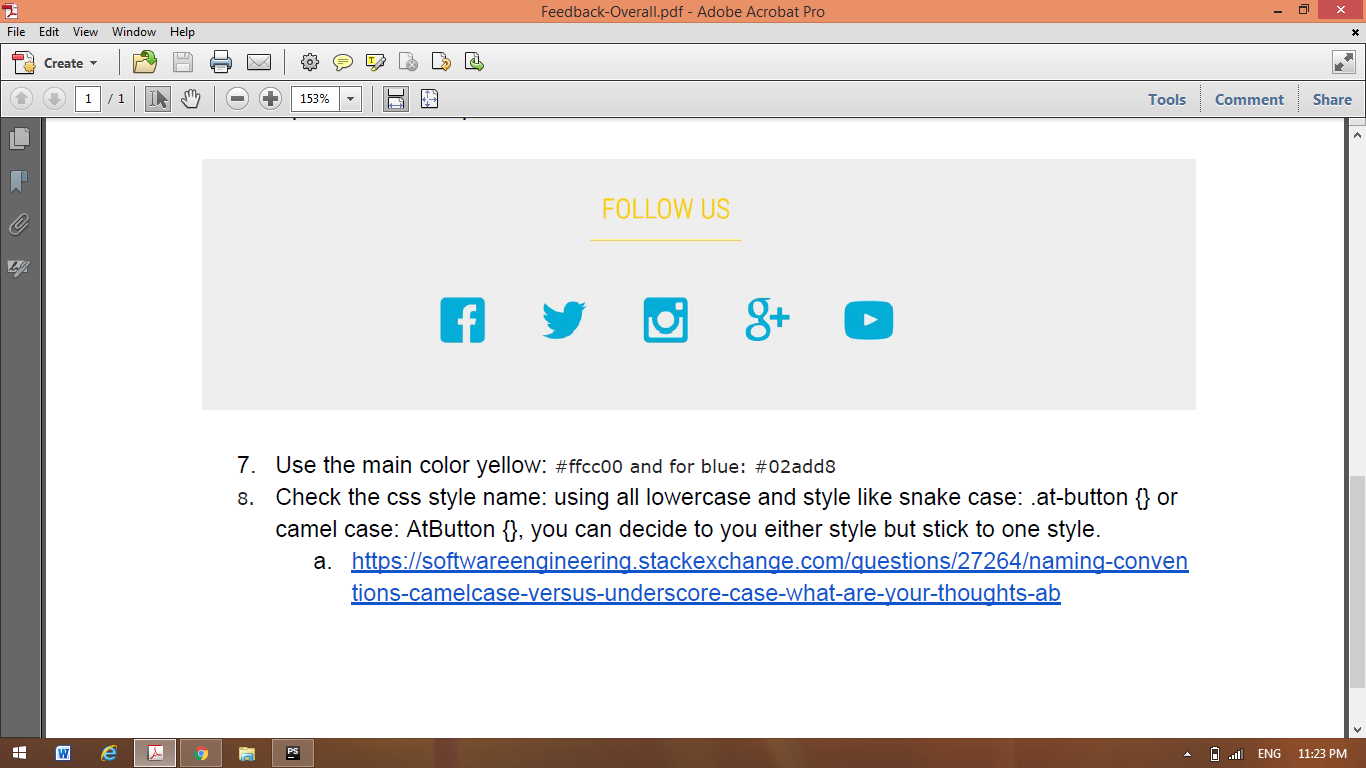 Feedback-Overall.pdf - Adobe Acrobat Pro
File Edit View Window Help
Create
1 / 1 153% Tools Comment Share
FOLLOW US
f g+
7. Use the main color yellow: #ffcc00 and for blue: #02add8
8. Check the css style name: using all lowercase and style like snake case: .at-button {} or
camel case: AtButton {}, you can decide to you either style but stick to one style.
a. https://softwareengineering.stackexchange.com/questions/27264/naming-conven
tions-camelcase-versus-underscore-case-what-are-your-thoughts-ab
W PS ENG 11:23 PM